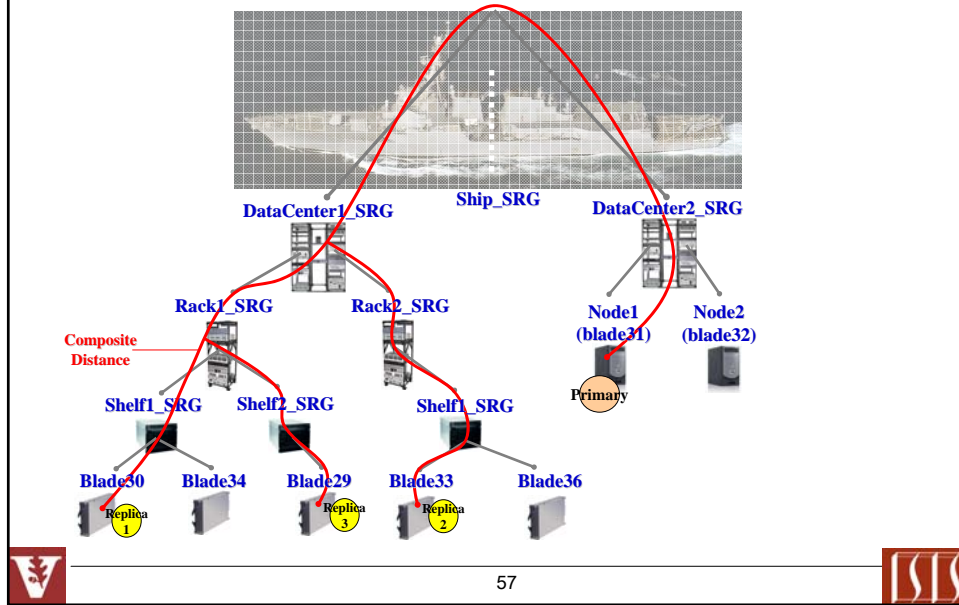 Ship_SRG
DataCenter1_SRG
DataCenter2_SRG
Rack1_SRG
Rack2_SRG
Node1
(blade31)
Node2
(blade32)
Composite
Distance
Primary
Shelf1_SRG
Shelf2_SRG
Shelf1_SRG
Blade30
Blade34
Blade29
Blade33
Blade36
Replica
1
Replica
3
Replica
2
57
V
ISIS